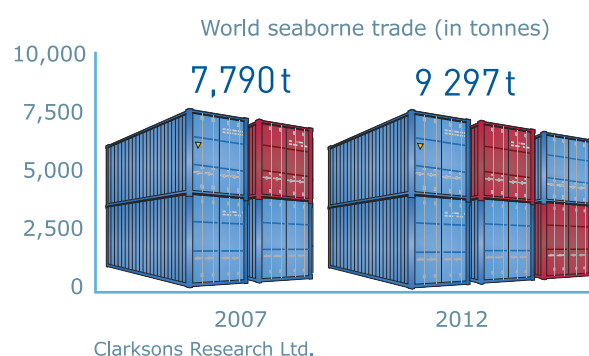 World seaborne trade (in tonnes)
10,000
7,790 t
9 297 t
7,500
5,000
2,500
0
2007
2012
Clarksons Research Ltd.